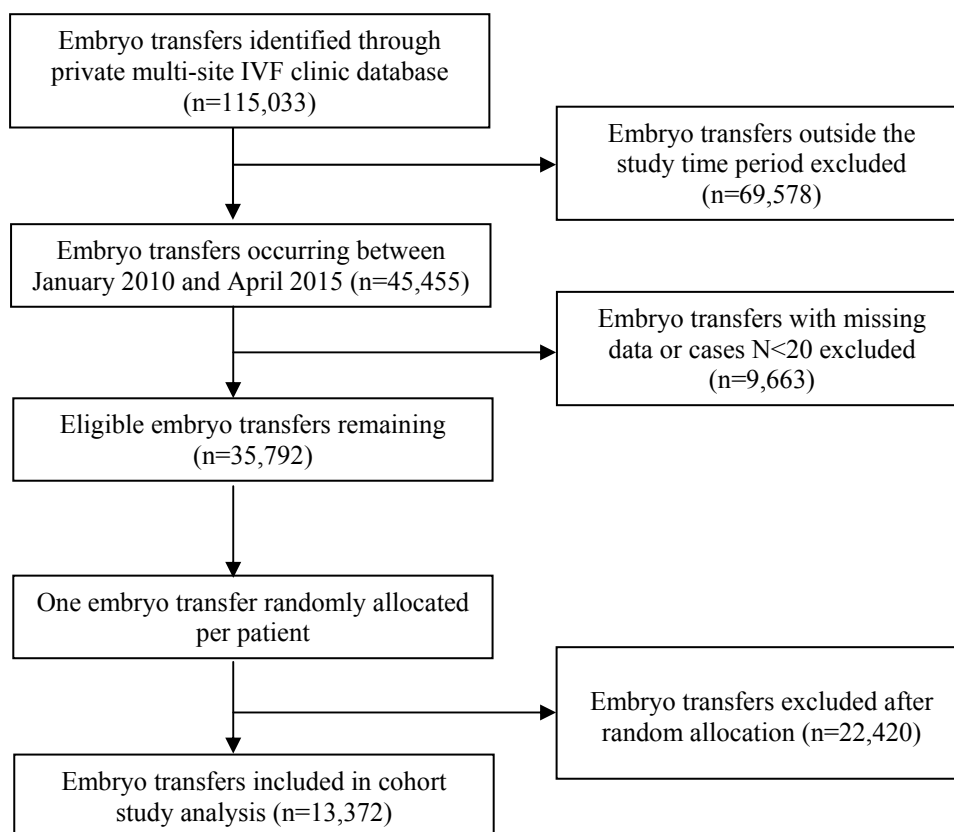 Embryo transfers identified through
private multi-site IVF clinic database
(n=115,033)
Embryo transfers outside the
study time period excluded
(n=69,578)
Embryo transfers occurring between
January 2010 and April 2015 (n=45,455)
Embryo transfers with missing
data or cases N<20 excluded
(n=9,663)
Eligible embryo transfers remaining
(n=35,792)
One embryo transfer randomly allocated
per patient
Embryo transfers excluded after
random allocation (n=22,420)
Embryo transfers included in cohort
study analysis (n=13,372)